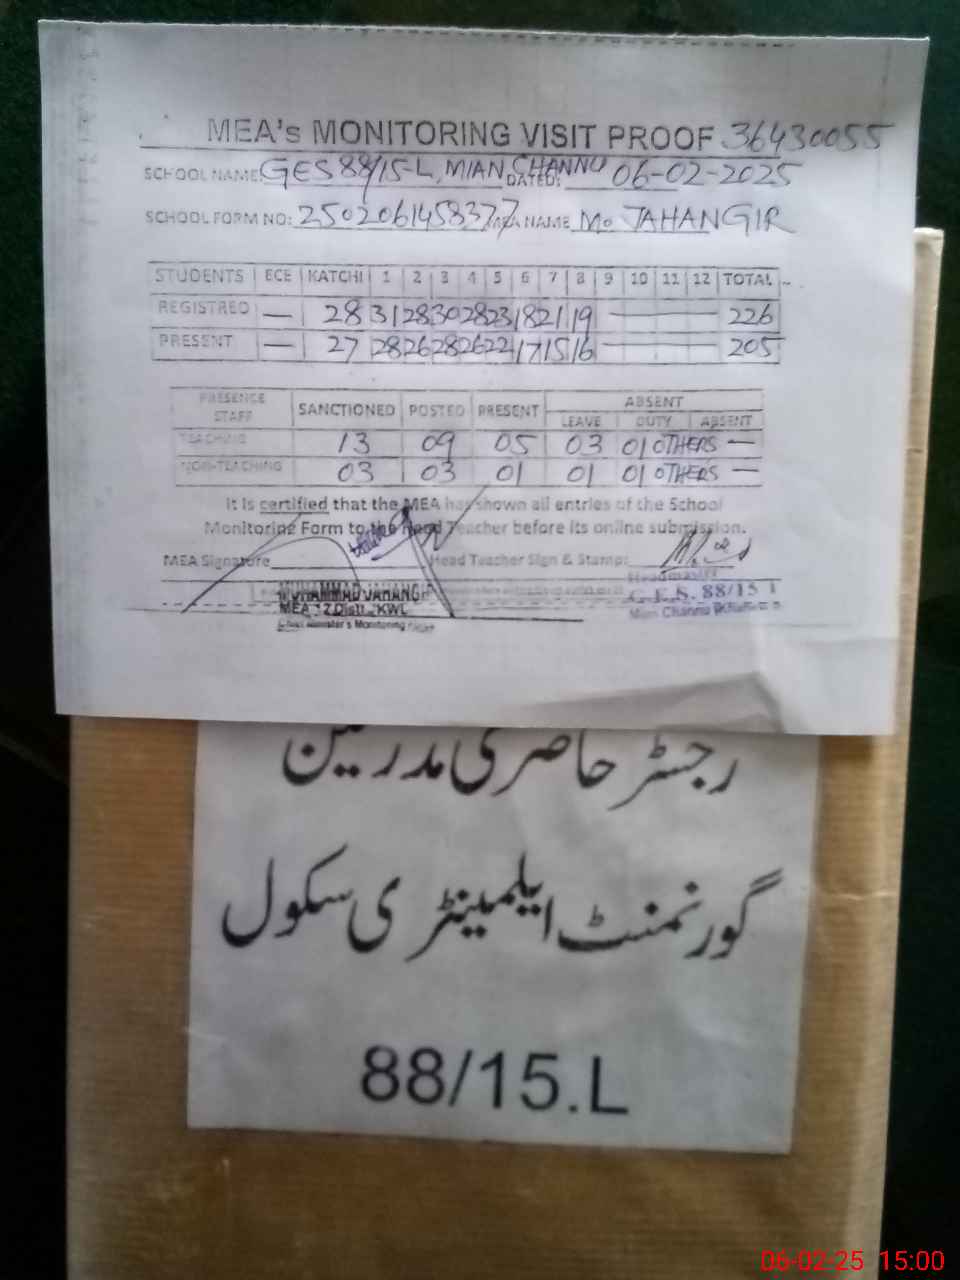 MEA's MONITORING VISIT PROOF 36430055
SCHOOL NAME: GES 88/15-L, MIAN CHANNU DATED: 06-02-2025
SCHOOL FORM NO: 2502061458377 MEA NAME Mo JAHANGIR
STUDENTS ECE KATCHI 1 2 3 4 5 6 7 8 9 10 11 12 TOTAL
REGISTRED — 28 31 28 30 28 23 18 21 19 — 226
PRESENT — 27 28 26 28 26 22 17 15 16 — 205
PRESENCE STAFF SANCTIONED POSTED PRESENT ABSENT
LEAVE DUTY ABSENT
TEACHING 13 09 05 03 01 OTHERS —
NON-TEACHING 03 03 01 01 01 OTHERS —
It is certified that the MEA has shown all entries of the School
Monitoring Form to the Head Teacher before its online submission.
MEA Signature Head Teacher Sign & Stamp:
MUHAMMAD JAHANGIR
MEA Distt. KWL
Chief Minister's Monitoring
Headmaster
G.E.S. 88/15 L
Mian Channu
رجسٹر حاضری مدرسین
گورنمنٹ ایلیمینٹری سکول
88/15.L
06-02-25 15:00